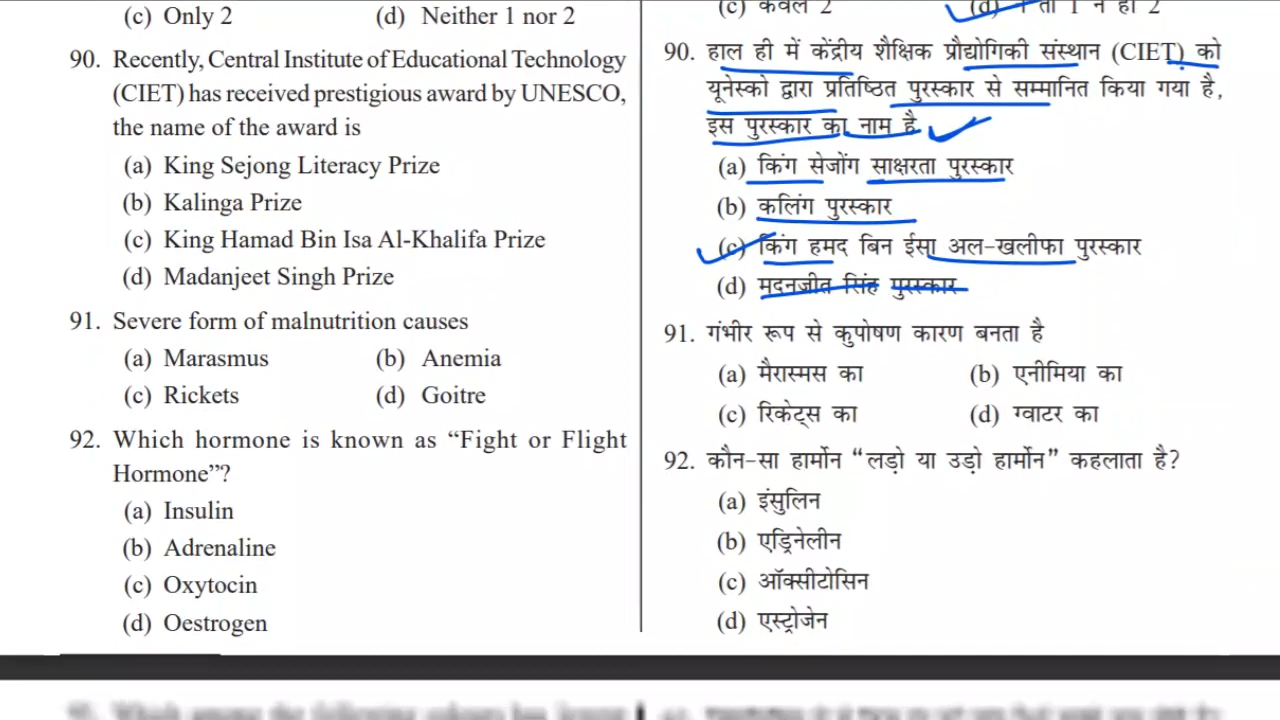 (c) Only 2 (d) Neither 1 nor 2
90. Recently, Central Institute of Educational Technology
(CIET) has received prestigious award by UNESCO,
the name of the award is
(a) King Sejong Literacy Prize
(b) Kalinga Prize
(c) King Hamad Bin Isa Al-Khalifa Prize
(d) Madanjeet Singh Prize
91. Severe form of malnutrition causes
(a) Marasmus (b) Anemia
(c) Rickets (d) Goitre
92. Which hormone is known as “Fight or Flight
Hormone”?
(a) Insulin
(b) Adrenaline
(c) Oxytocin
(d) Oestrogen
(c) केवल 2 (d) 1 न ही 2
90. हाल ही में केंद्रीय शैक्षिक प्रौद्योगिकी संस्थान (CIET) को
यूनेस्को द्वारा प्रतिष्ठित पुरस्कार से सम्मानित किया गया है,
इस पुरस्कार का नाम है
(a) किंग सेजोंग साक्षरता पुरस्कार
(b) कलिंग पुरस्कार
(c) किंग हमद बिन ईसा अल-खलीफा पुरस्कार
(d) मदनजीत सिंह पुरस्कार
91. गंभीर रूप से कुपोषण कारण बनता है
(a) मैरास्मस का (b) एनीमिया का
(c) रिकेट्स का (d) ग्वाटर का
92. कौन-सा हार्मोन “लड़ो या उड़ो हार्मोन” कहलाता है?
(a) इंसुलिन
(b) एड्रिनेलीन
(c) ऑक्सीटोसिन
(d) एस्ट्रोजेन